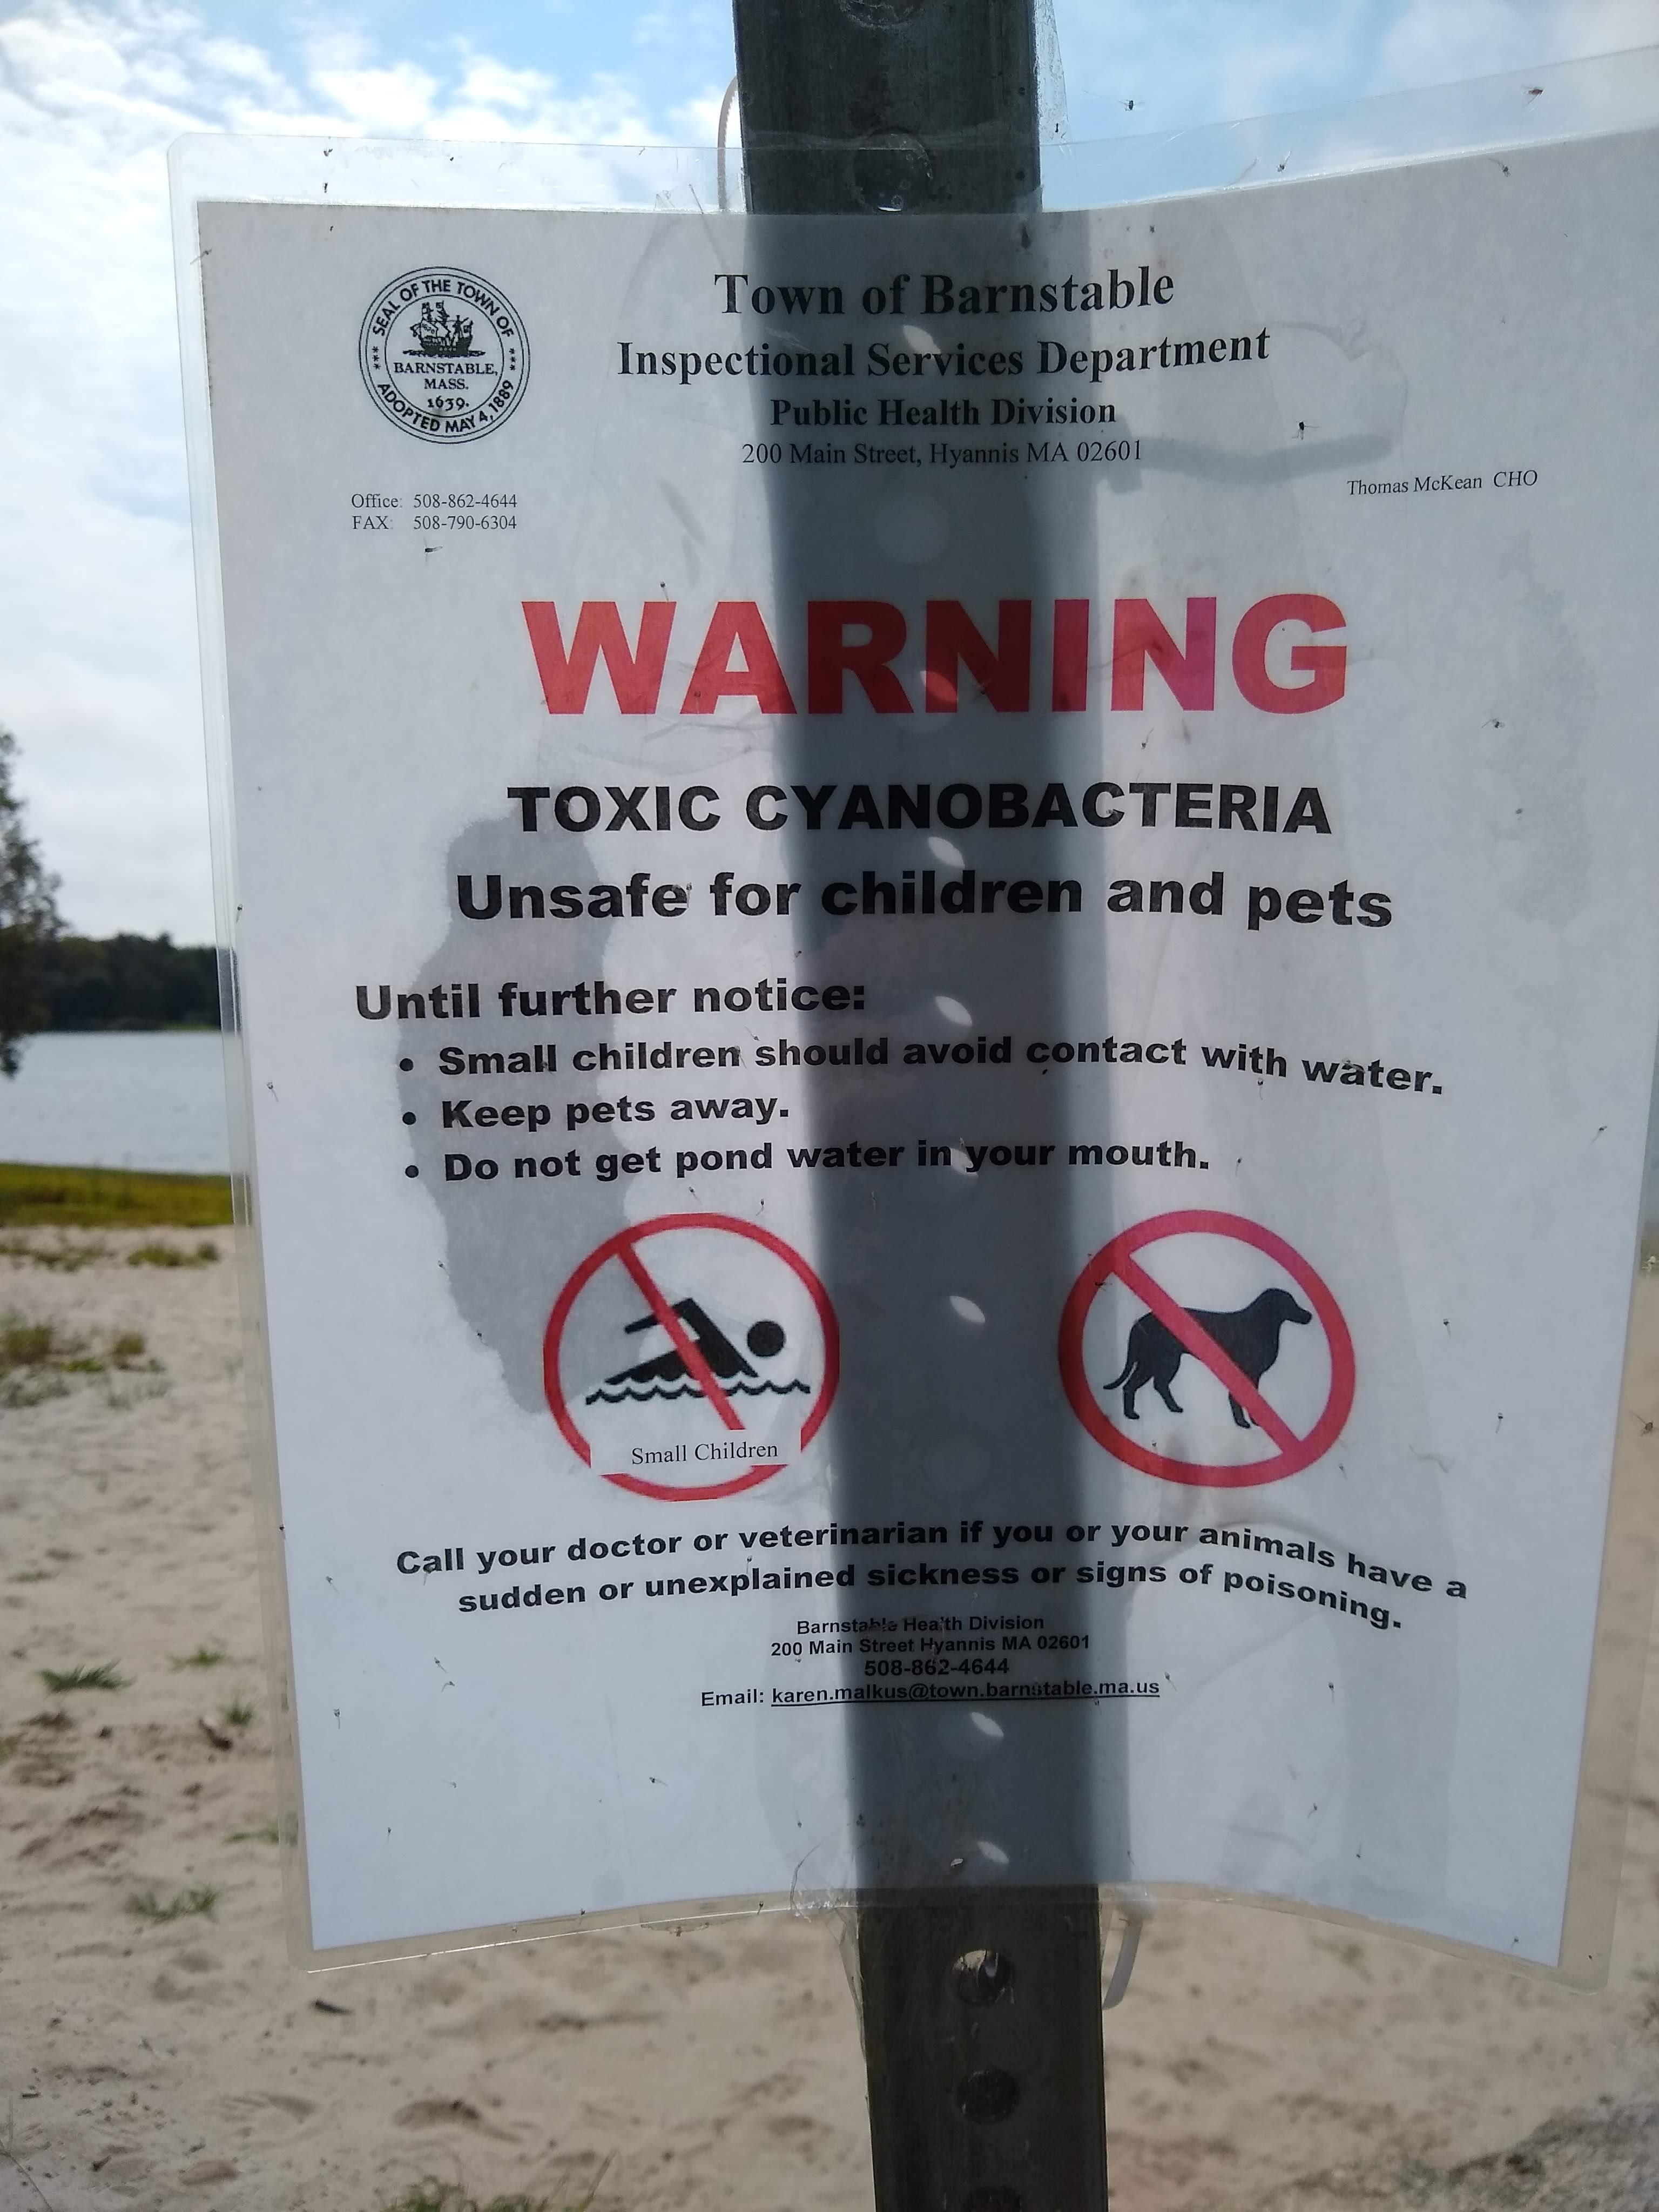 SEAL OF THE TOWN OF
BARNSTABLE,
MASS.
1639.
ADOPTED MAY 4, 1889
Town of Barnstable
Inspectional Services Department
Public Health Division
200 Main Street, Hyannis MA 02601
Office: 508-862-4644
FAX: 508-790-6304
Thomas McKean CHO
WARNING
TOXIC CYANOBACTERIA
Unsafe for children and pets
Until further notice:
• Small children should avoid contact with water.
• Keep pets away.
• Do not get pond water in your mouth.
Small Children
Call your doctor or veterinarian if you or your animals have a
sudden or unexplained sickness or signs of poisoning.
Barnstable Health Division
200 Main Street Hyannis MA 02601
508-862-4644
Email: karen.malkus@town.barnstable.ma.us